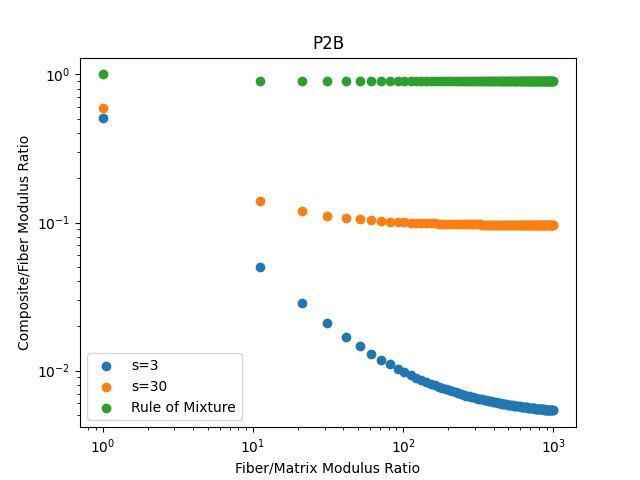 P2B
Composite/Fiber Modulus Ratio
10⁰
10⁻¹
10⁻²
s=3
s=30
Rule of Mixture
10⁰
10¹
10²
10³
Fiber/Matrix Modulus Ratio